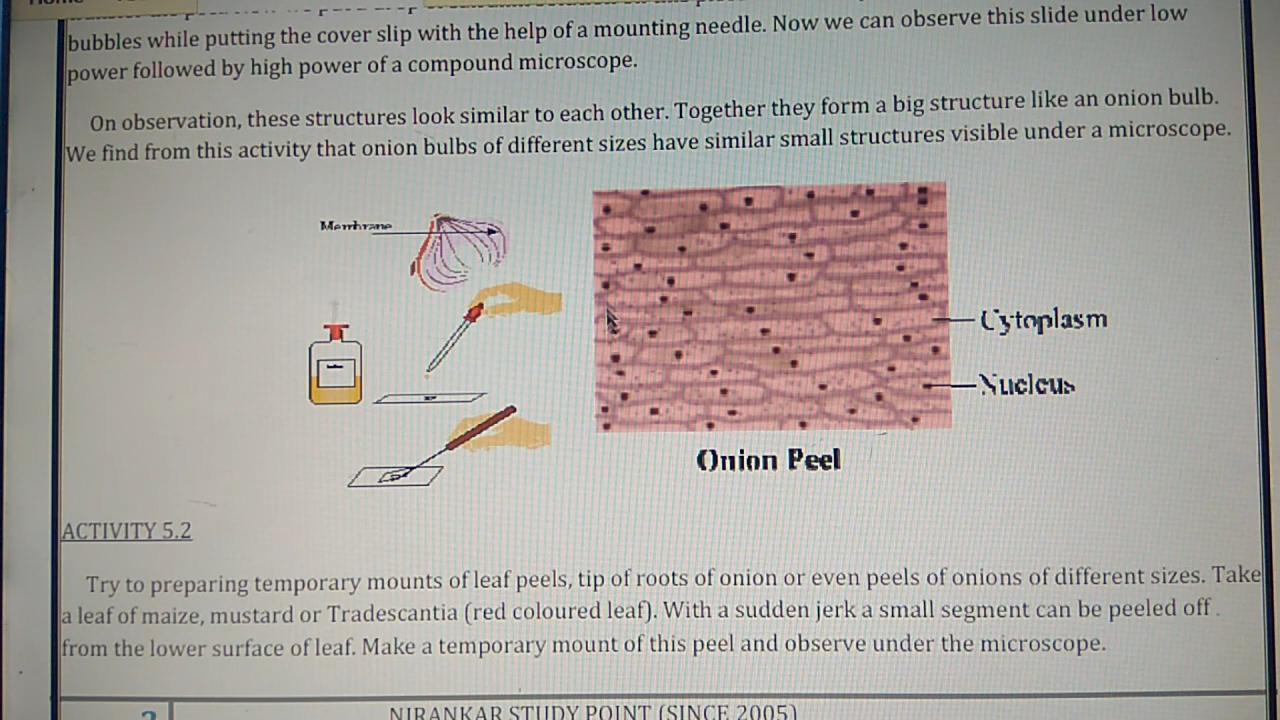 bubbles while putting the cover slip with the help of a mounting needle. Now we can observe this slide under low
power followed by high power of a compound microscope.
On observation, these structures look similar to each other. Together they form a big structure like an onion bulb.
We find from this activity that onion bulbs of different sizes have similar small structures visible under a microscope.
Membrane
Cytoplasm
Nucleus
Onion Peel
ACTIVITY 5.2
Try to preparing temporary mounts of leaf peels, tip of roots of onion or even peels of onions of different sizes. Take
a leaf of maize, mustard or Tradescantia (red coloured leaf). With a sudden jerk a small segment can be peeled off
from the lower surface of leaf. Make a temporary mount of this peel and observe under the microscope.
NIRANKAR STUDY POINT (SINCE 2005)